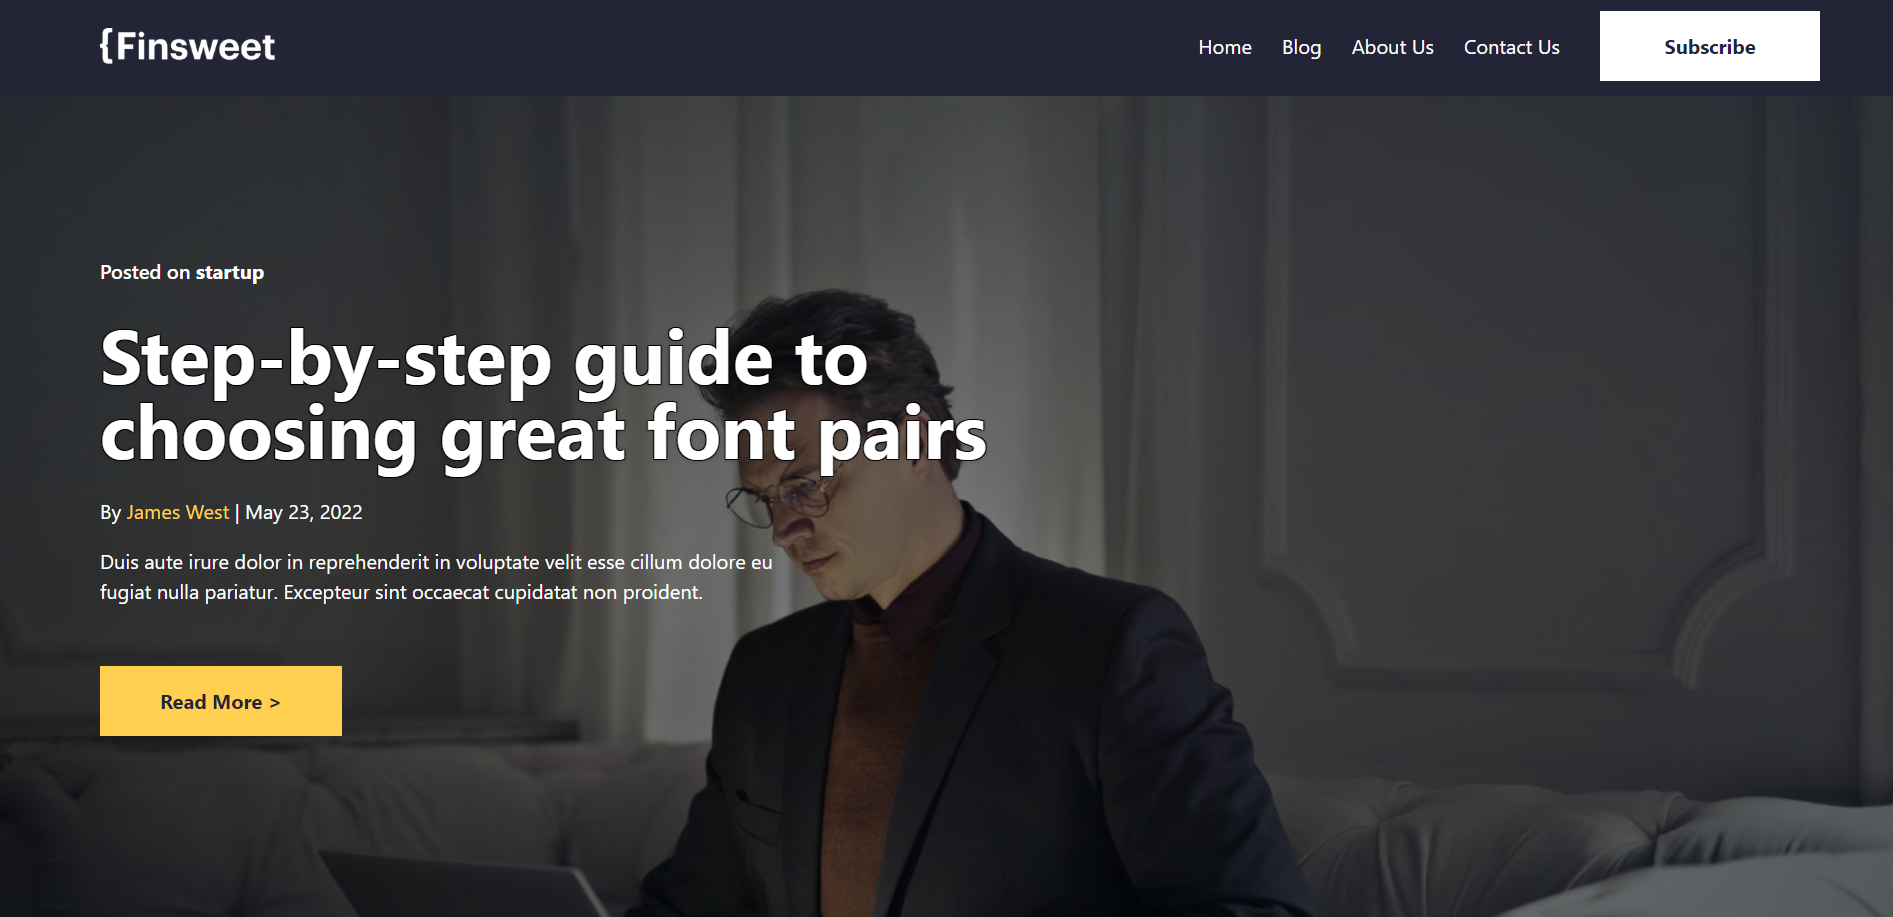 {Finsweet
Home Blog About Us Contact Us Subscribe
Posted on startup
Step-by-step guide to
choosing great font pairs
By James West | May 23, 2022
Duis aute irure dolor in reprehenderit in voluptate velit esse cillum dolore eu
fugiat nulla pariatur. Excepteur sint occaecat cupidatat non proident.
Read More >